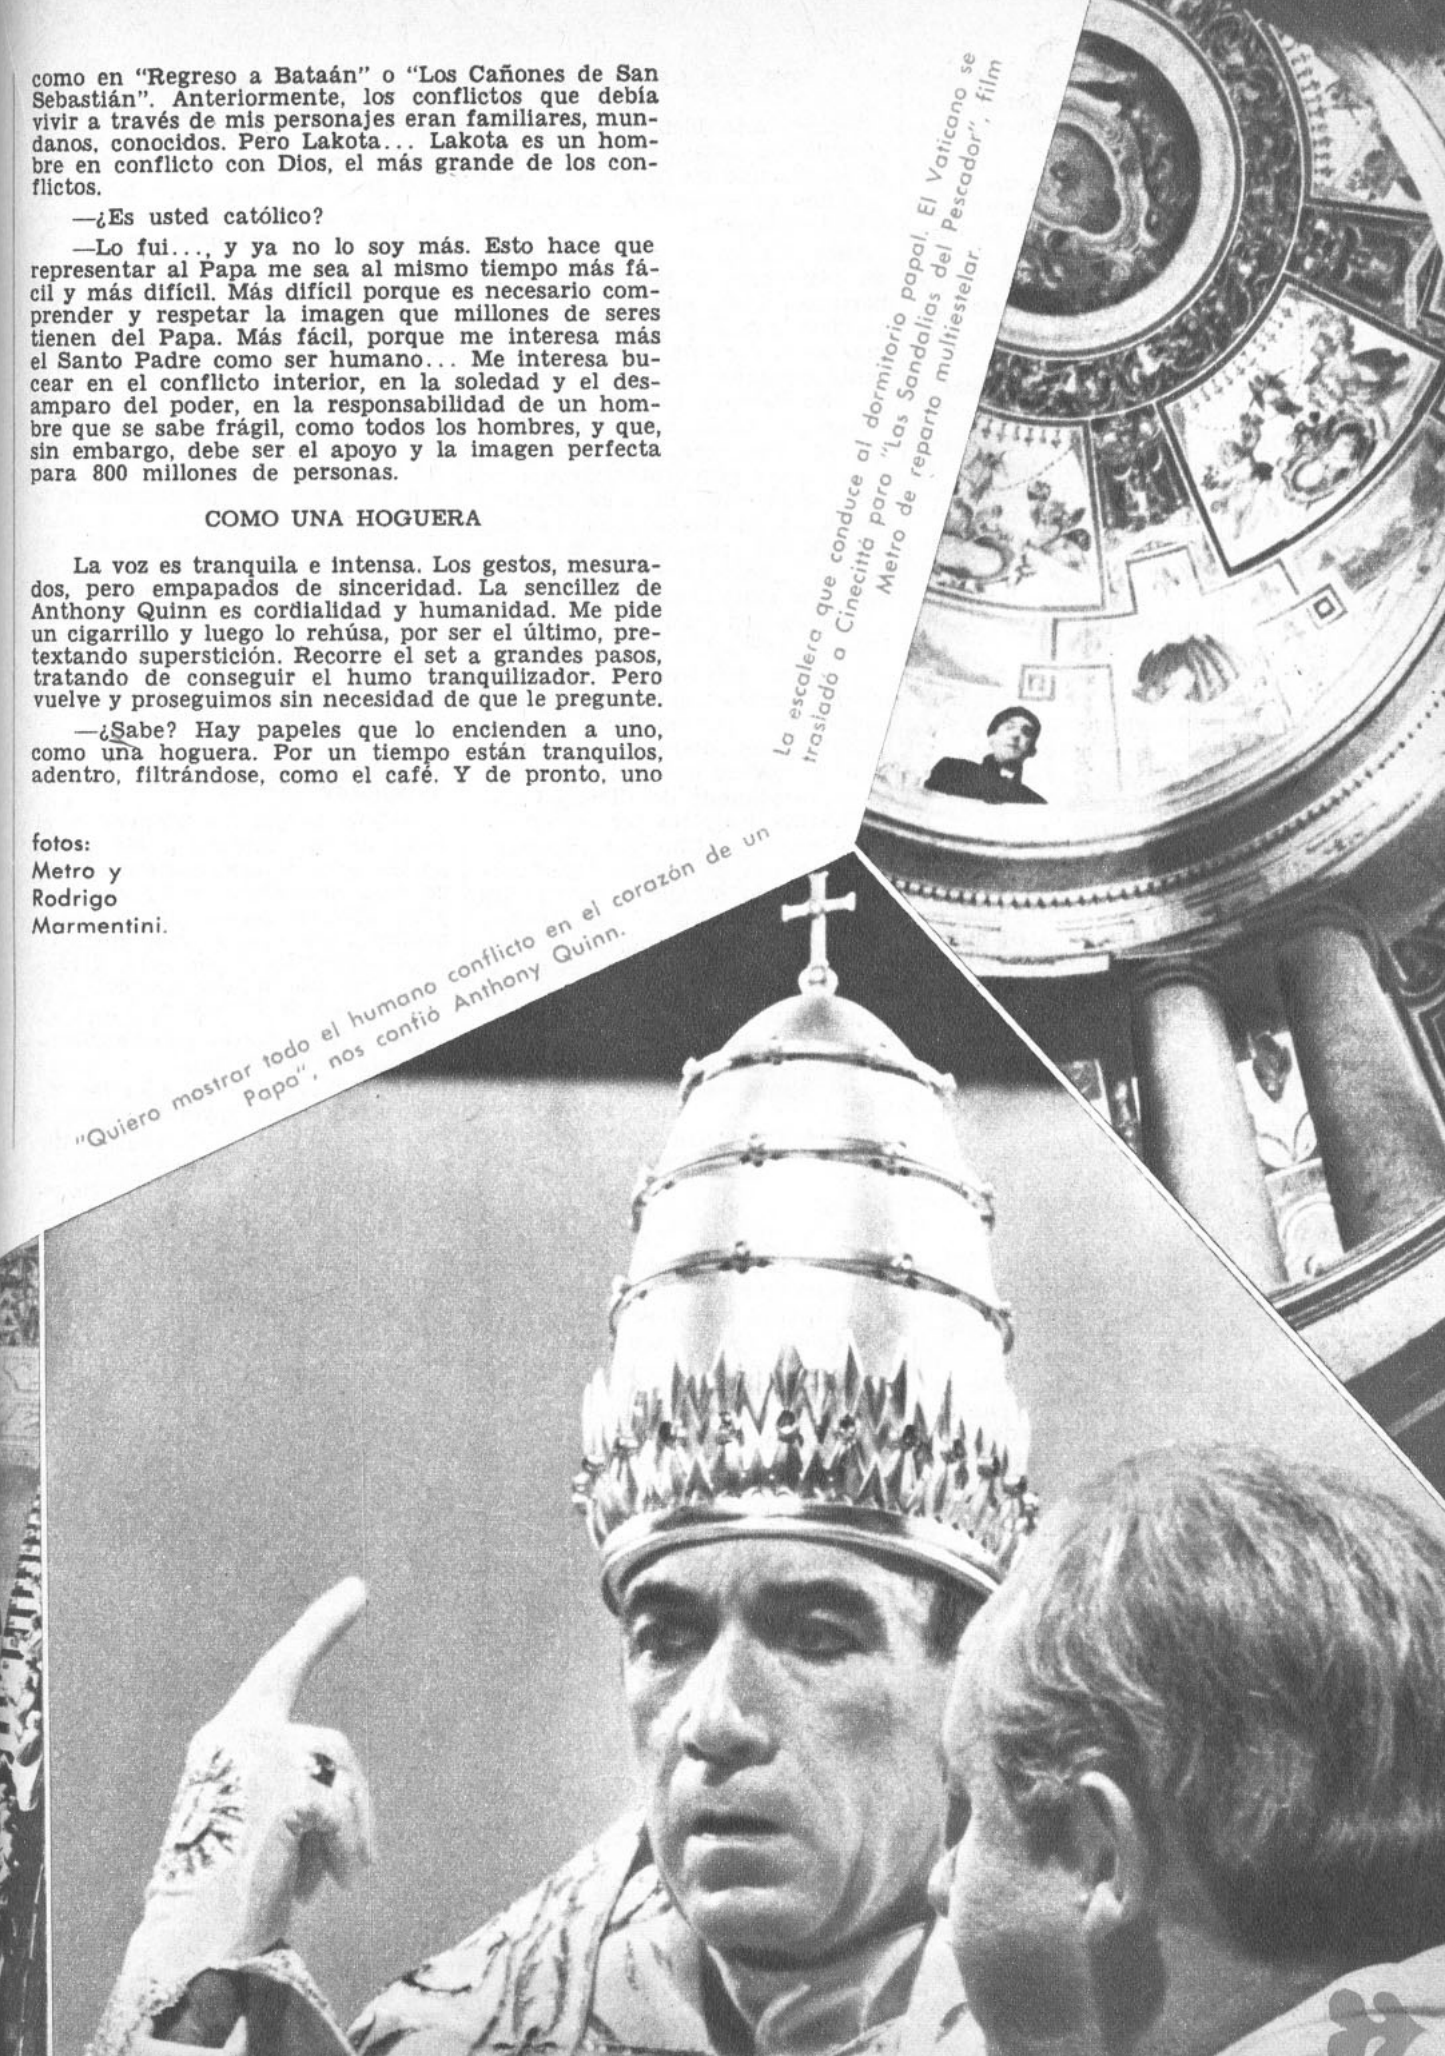 como en “Regreso a Bataán” o “Los Cañones de San
Sebastián”. Anteriormente, los conflictos que debía
vivir a través de mis personajes eran familiares, mun-
danos, conocidos. Pero Lakota... Lakota es un hom-
bre en conflicto con Dios, el más grande de los con-
flictos.
—¿Es usted católico?
—Lo fui..., y ya no lo soy más. Esto hace que
representar al Papa me sea al mismo tiempo más fá-
cil y más difícil. Más difícil porque es necesario com-
prender y respetar la imagen que millones de seres
tienen del Papa. Más fácil, porque me interesa más
el Santo Padre como ser humano... Me interesa bu-
cear en el conflicto interior, en la soledad y el des-
amparo del poder, en la responsabilidad de un hom-
bre que se sabe frágil, como todos los hombres, y que,
sin embargo, debe ser el apoyo y la imagen perfecta
para 800 millones de personas.
COMO UNA HOGUERA
La voz es tranquila e intensa. Los gestos, mesura-
dos, pero empapados de sinceridad. La sencillez de
Anthony Quinn es cordialidad y humanidad. Me pide
un cigarrillo y luego lo rehúsa, por ser el último, pre-
textando superstición. Recorre el set a grandes pasos,
tratando de conseguir el humo tranquilizador. Pero
vuelve y proseguimos sin necesidad de que le pregunte.
—¿Sabe? Hay papeles que lo encienden a uno,
como una hoguera. Por un tiempo están tranquilos,
adentro, filtrándose, como el café. Y de pronto, uno
fotos:
Metro y
Rodrigo
Marmentini.
La escalera que conduce al dormitorio papal. El Vaticano se
trasladó a Cinecittá para “Las Sandalias del Pescador”, film
Metro de reparto multiestelar.
“Quiero mostrar todo el humano conflicto en el corazón de un
Papa”, nos confió Anthony Quinn.